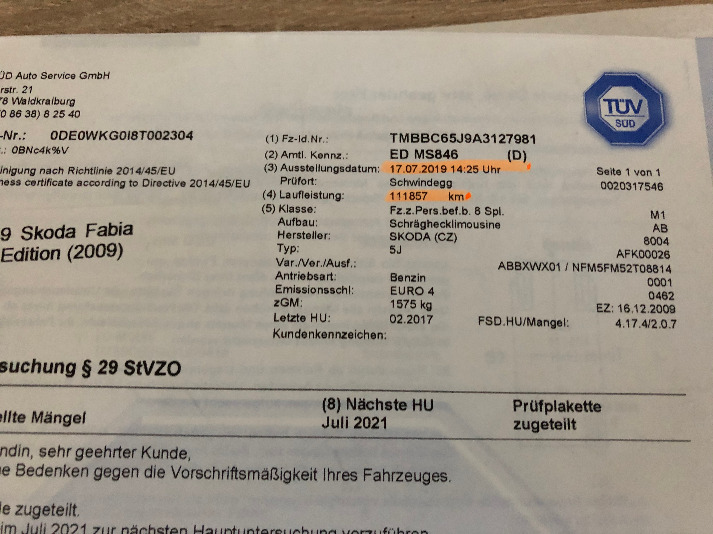 ÜD Auto Service GmbH
rstr. 21
78 Waldkraiburg
(0 86 38) 8 25 40
-Nr.: 0DE0WKG0I8T002304
.: 0BNc4k%V
inigung nach Richtlinie 2014/45/EU
ness certificate according to Directive 2014/45/EU
9 Skoda Fabia
Edition (2009)
TÜV
SÜD
(1) Fz-Id.Nr.: TMBBC65J9A3127981
(2) Amtl. Kennz.: ED MS846 (D)
(3) Ausstellungsdatum: 17.07.2019 14:25 Uhr
Prüfort: Schwindegg
(4) Laufleistung: 111857 km
(5) Klasse: Fz.z.Pers.bef.b. 8 Spl. M1
Aufbau: Schräghecklimousine AB
Hersteller: SKODA (CZ) 8004
Typ: 5J AFK00026
Var./Ver./Ausf.: ABBXWX01 / NFM5FM52T08814
Antriebsart: Benzin 0001
Emissionsschl: EURO 4 0462
zGM: 1575 kg EZ: 16.12.2009
Letzte HU: 02.2017 FSD.HU/Mangel: 4.17.4/2.0.7
Kundenkennzeichen:
Seite 1 von 1
0020317546
suchung § 29 StVZO
ellte Mängel
(8) Nächste HU
Juli 2021
Prüfplakette
zugeteilt
ndin, sehr geehrter Kunde,
ne Bedenken gegen die Vorschriftsmäßigkeit Ihres Fahrzeuges.
de zugeteilt.
im Juli 2021 zur nächsten Hauptuntersuchung vorzuführen.